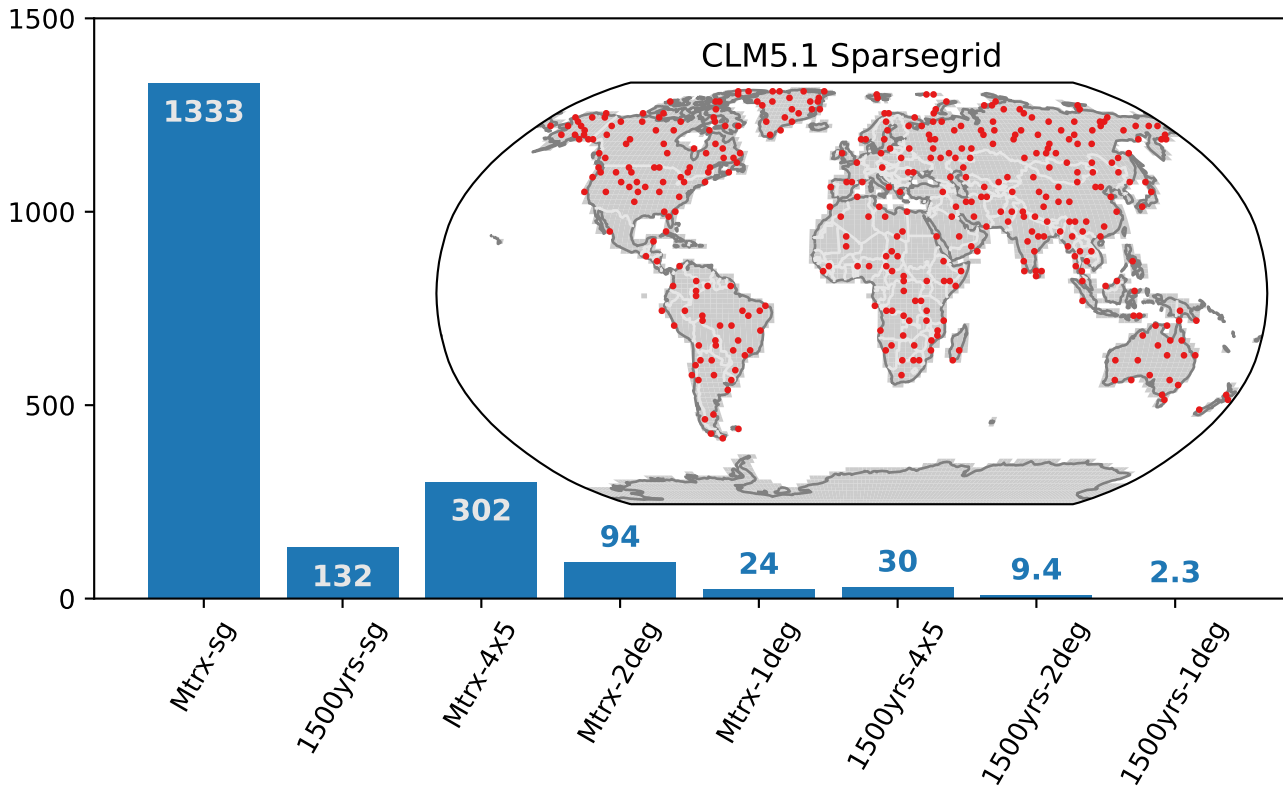 1500
CLM5.1 Sparsegrid
1333
1000
500
302
132
94
24
30
9.4
2.3
0
Mtrx-sg
1500yrs-sg
Mtrx-4x5
Mtrx-2deg
Mtrx-1deg
1500yrs-4x5
1500yrs-2deg
1500yrs-1deg